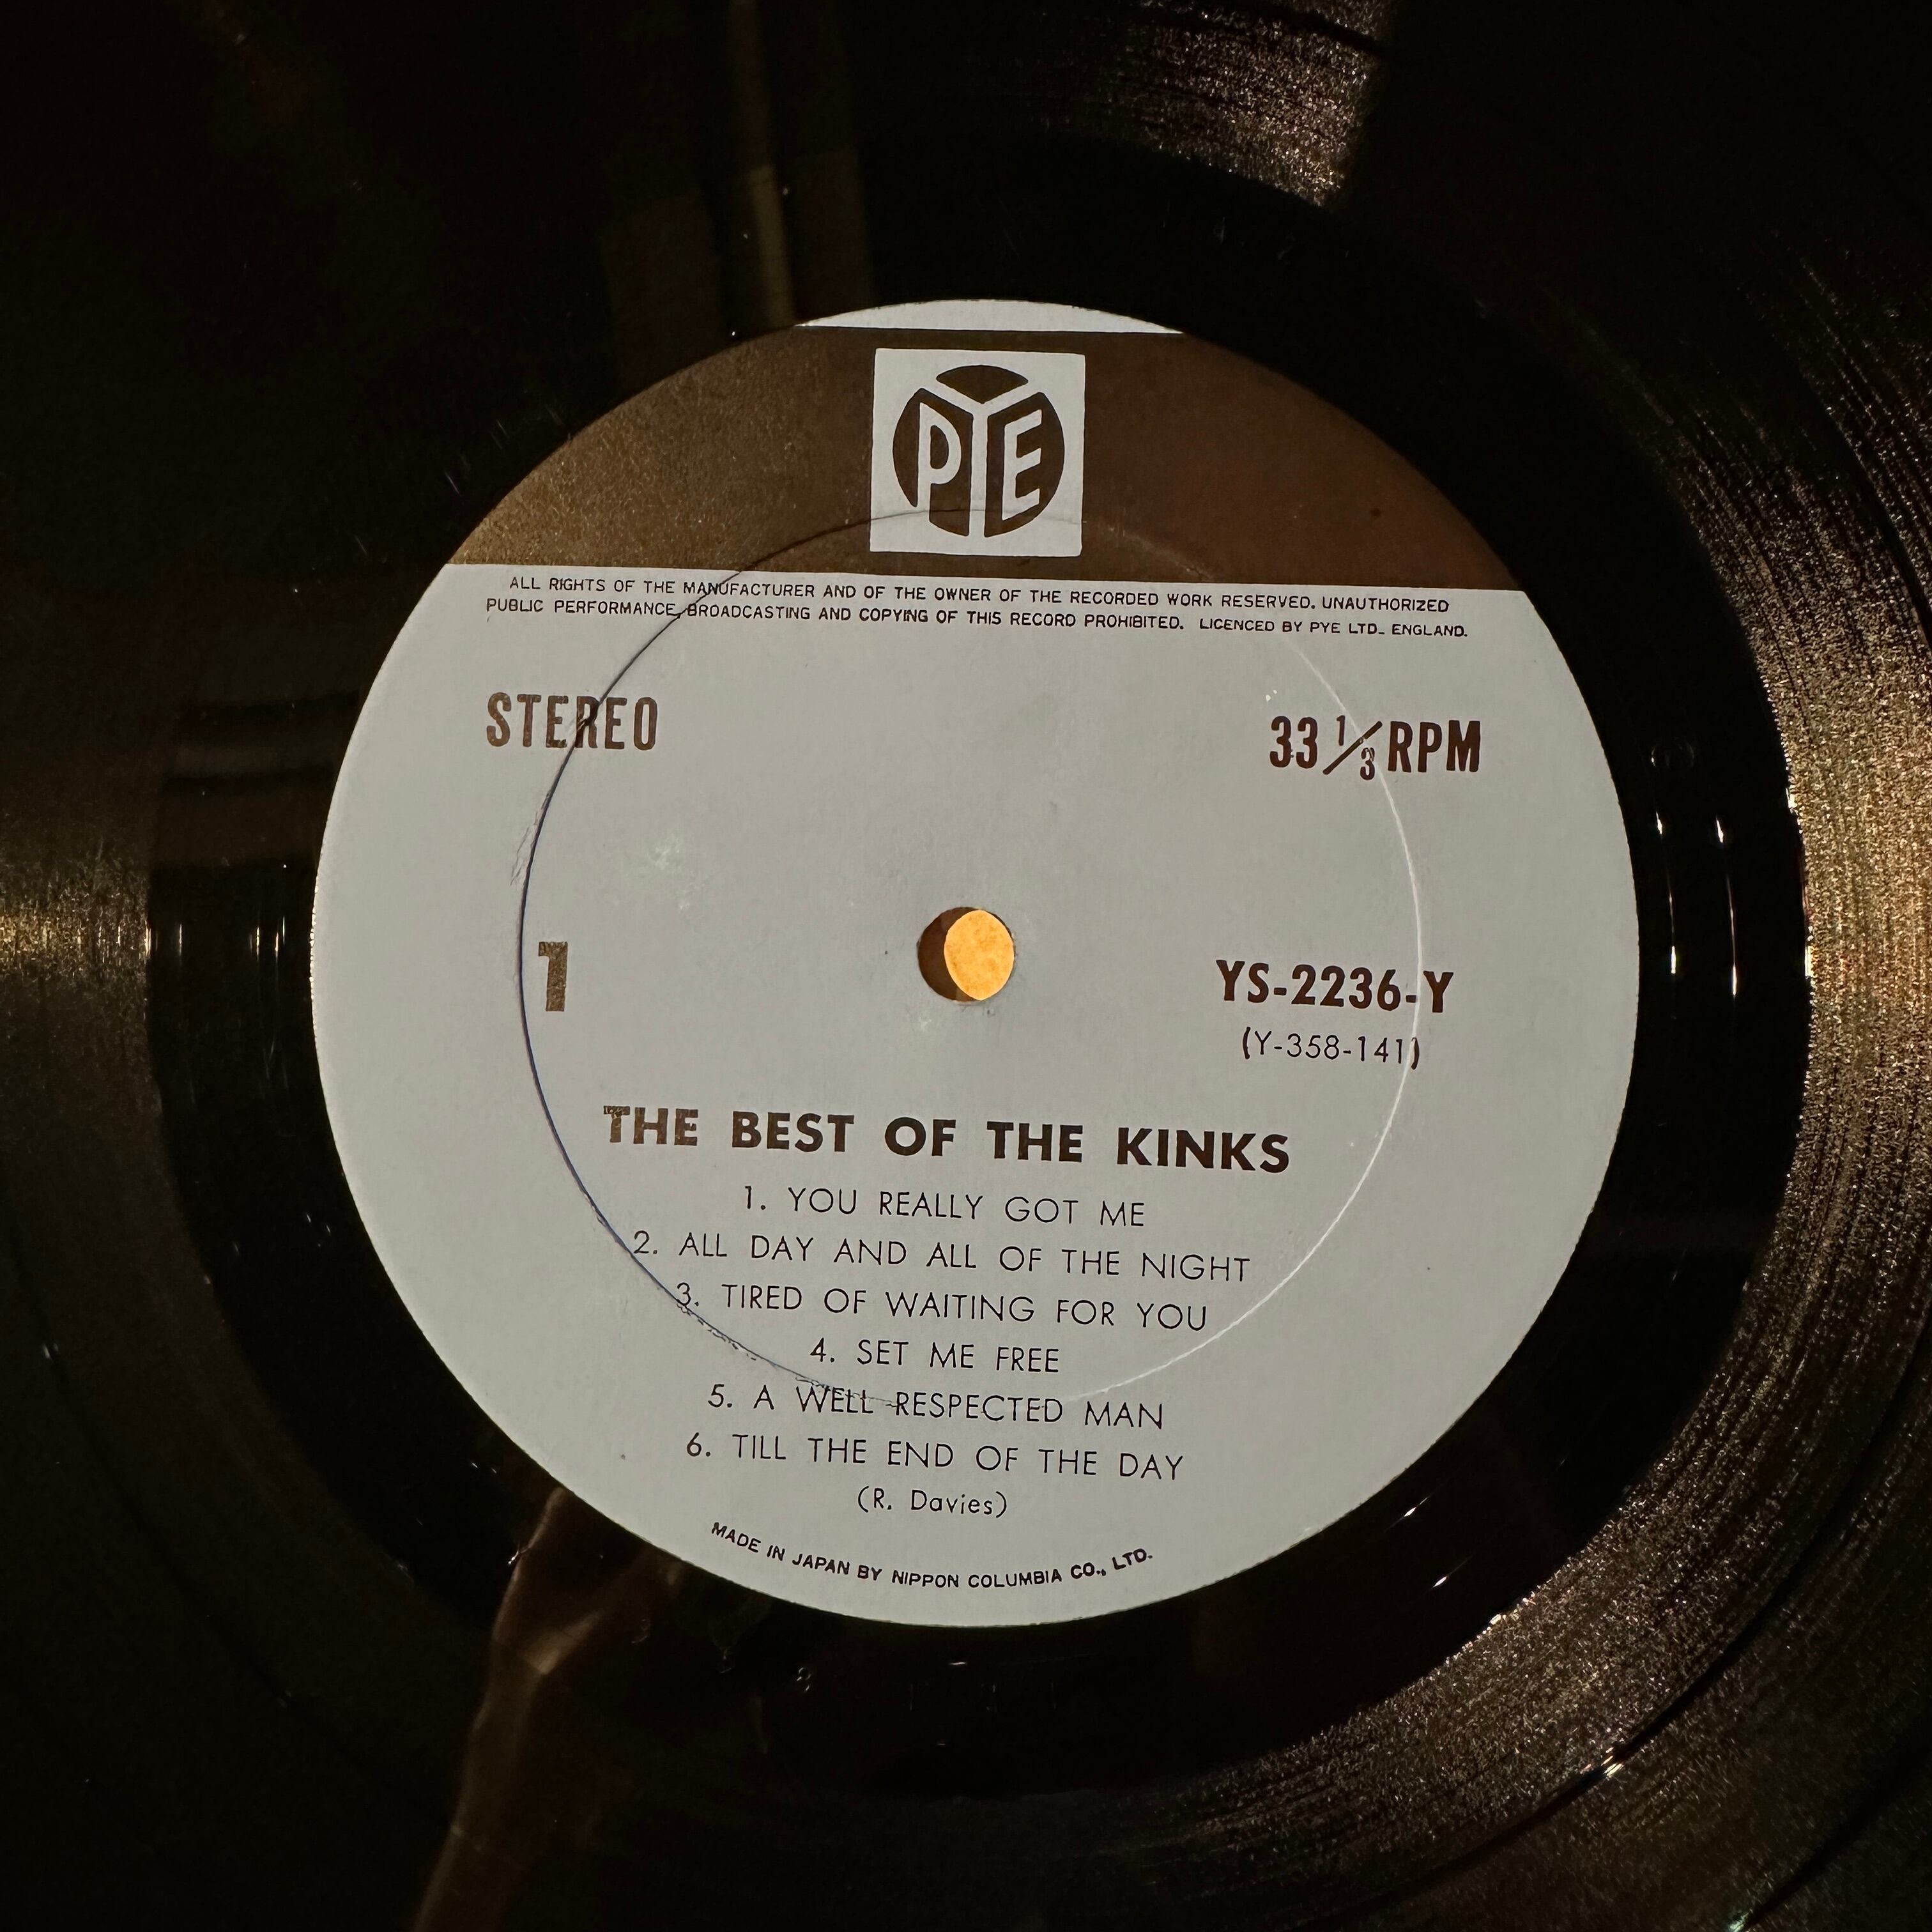 PYE
ALL RIGHTS OF THE MANUFACTURER AND OF THE OWNER OF THE RECORDED WORK RESERVED. UNAUTHORIZED
PUBLIC PERFORMANCE, BROADCASTING AND COPYING OF THIS RECORD PROHIBITED. LICENCED BY PYE LTD. ENGLAND.
STEREO
33 1/3 RPM
1
YS-2236-Y
(Y-358-141)
THE BEST OF THE KINKS
1. YOU REALLY GOT ME
2. ALL DAY AND ALL OF THE NIGHT
3. TIRED OF WAITING FOR YOU
4. SET ME FREE
5. A WELL RESPECTED MAN
6. TILL THE END OF THE DAY
(R. Davies)
MADE IN JAPAN BY NIPPON COLUMBIA CO., LTD.